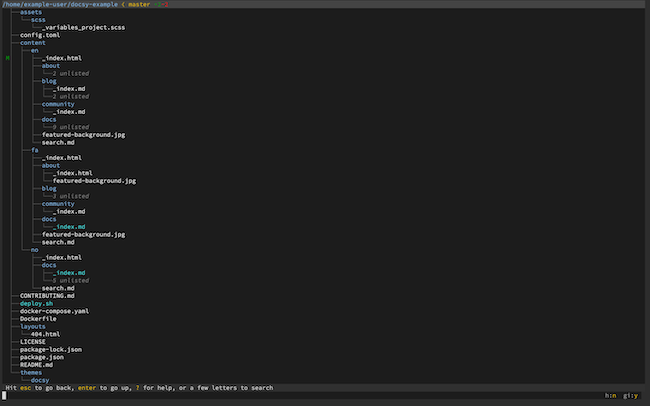 /home/example-user/docsy-example ( master
assets
scss
_variables_project.scss
config.toml
content
en
M _index.html
about
2 unlisted
blog
_index.md
2 unlisted
community
_index.md
docs
9 unlisted
featured-background.jpg
search.md
fa
_index.html
about
_index.html
featured-background.jpg
blog
3 unlisted
community
_index.md
docs
_index.md
featured-background.jpg
search.md
no
_index.html
docs
_index.md
unlisted
search.md
CONTRIBUTING.md
deploy.sh
docker-compose.yaml
Dockerfile
layouts
404.html
LICENSE
package-lock.json
package.json
README.md
themes
docsy
Hit esc to go back, enter to go up, ? for help, or a few letters to search
h:n gi:y